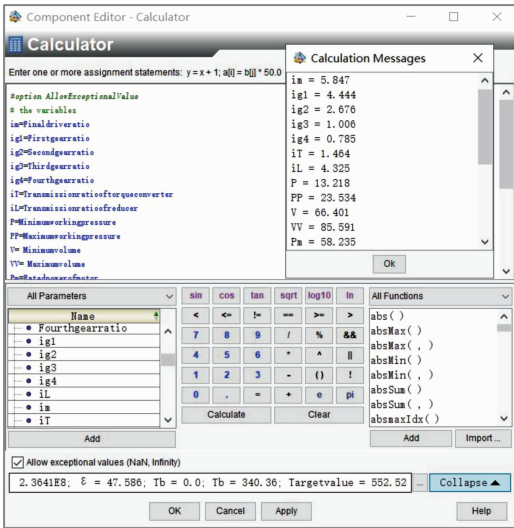 Component Editor - Calculator
Calculator
Enter one or more assignment statements: y = x + 1; a[i] = b[j] * 50.0
#option AllowExceptionalValue
# the variables
im=Finaldriveratio
ig1=Firstgearratio
ig2=Secondgearratio
ig3=Thirdgearratio
ig4=Fourthgearratio
iT=Transmissionratiooftorqueconverter
iL=Transmissionratioofreducer
P=Minimumworkingpressure
PP=Maximumworkingpressure
V= Minimumvolume
VV= Maximumvolume
Pm=Ratedpowerofmotor
Calculation Messages
im = 5.847
ig1 = 4.444
ig2 = 2.676
ig3 = 1.006
ig4 = 0.785
iT = 1.464
iL = 4.325
P = 13.218
PP = 23.534
V = 66.401
VV = 85.591
Pm = 58.235
Ok
All Parameters
Name
Fourthgearratio
ig1
ig2
ig3
ig4
iL
im
iT
Add
sin cos tan sqrt log10 ln
< <= != == >= >
7 8 9 / % &&
4 5 6 * ^ ||
1 2 3 - () !
0 . = + e pi
Calculate Clear
All Functions
abs( )
absMax( )
absMax( , )
absMin( )
absMin( , )
absSum( )
absSum( , )
absmaxIdx( )
Add Import ...
Allow exceptional values (NaN, Infinity)
2.3641E8; ε = 47.586; Tb = 0.0; Tb = 340.36; Targetvalue = 552.52 ... Collapse ▲
OK Cancel Apply Help